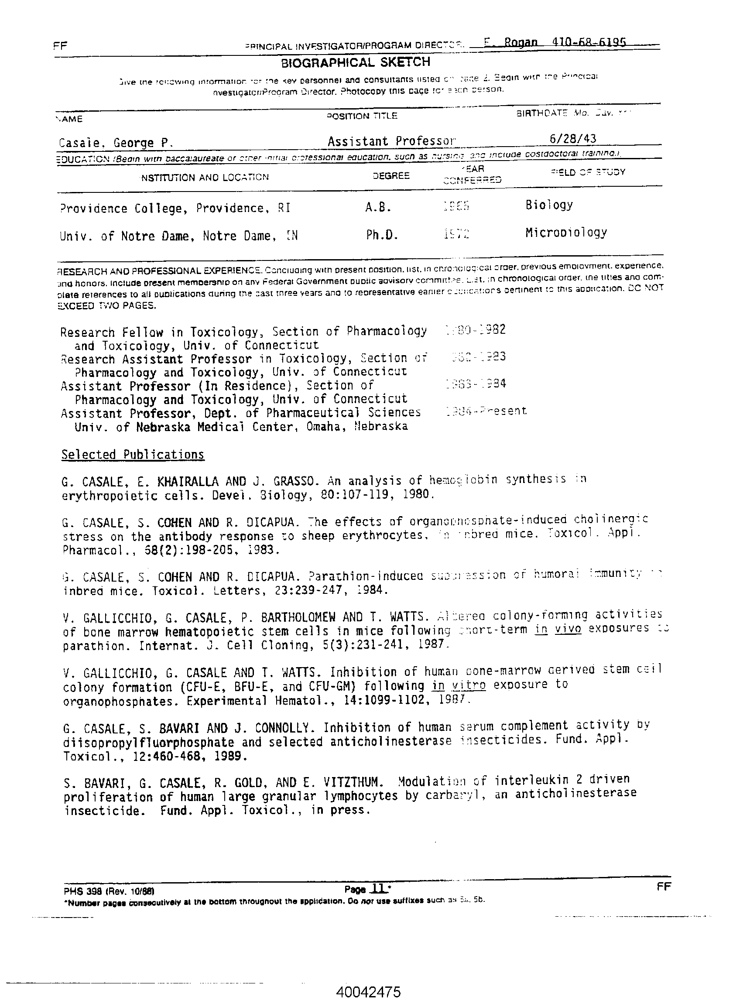 FF
PRINCIPAL INVESTIGATOR/PROGRAM DIRECTOR: E. Rogan 410-68-6195
BIOGRAPHICAL SKETCH
Give the following information for the key personnel and consultants listed on page 2. Begin with the Principal
Investigator/Program Director. Photocopy this page for each person.
NAME POSITION TITLE BIRTHDATE (Mo., Day,
Casale, George P. Assistant Professor 6/28/43
EDUCATION (Begin with baccalaureate or other initial professional education, such as nursing, and include postdoctoral training.)
INSTITUTION AND LOCATION DEGREE YEAR CONFERRED FIELD OF STUDY
Providence College, Providence, RI A.B. Biology
Univ. of Notre Dame, Notre Dame, IN Ph.D. 1972 Microbiology
RESEARCH AND PROFESSIONAL EXPERIENCE. Concluding with present position, list, in chronological order, previous employment, experience,
and honors. Include present membership on any Federal Government public advisory committee. List, in chronological order, the titles and com-
plete references to all publications during the past three years and to representative earlier publications pertinent to this application. DO NOT
EXCEED TWO PAGES.
Research Fellow in Toxicology, Section of Pharmacology 1980-1982
and Toxicology, Univ. of Connecticut
Research Assistant Professor in Toxicology, Section of 1982-1983
Pharmacology and Toxicology, Univ. of Connecticut
Assistant Professor (In Residence), Section of 1983-1984
Pharmacology and Toxicology, Univ. of Connecticut
Assistant Professor, Dept. of Pharmaceutical Sciences 1984-Present
Univ. of Nebraska Medical Center, Omaha, Nebraska
Selected Publications
G. CASALE, E. KHAIRALLA AND J. GRASSO. An analysis of hemoglobin synthesis in
erythropoietic cells. Devel. Biology, 80:107-119, 1980.
G. CASALE, S. COHEN AND R. DICAPUA. The effects of organophosphate-induced cholinergic
stress on the antibody response to sheep erythrocytes, in inbred mice. Toxicol. Appl.
Pharmacol., 68(2):198-205, 1983.
G. CASALE, S. COHEN AND R. DICAPUA. Parathion-induced suppression of humoral immunity in
inbred mice. Toxicol. Letters, 23:239-247, 1984.
V. GALLICCHIO, G. CASALE, P. BARTHOLOMEW AND T. WATTS. Altered colony-forming activities
of bone marrow hematopoietic stem cells in mice following short-term in vivo exposures to
parathion. Internat. J. Cell Cloning, 5(3):231-241, 1987.
V. GALLICCHIO, G. CASALE AND T. WATTS. Inhibition of human bone-marrow derived stem cell
colony formation (CFU-E, BFU-E, and CFU-GM) following in vitro exposure to
organophosphates. Experimental Hematol., 14:1099-1102, 1987.
G. CASALE, S. BAVARI AND J. CONNOLLY. Inhibition of human serum complement activity by
diisopropylfluorphosphate and selected anticholinesterase insecticides. Fund. Appl.
Toxicol., 12:460-468, 1989.
S. BAVARI, G. CASALE, R. GOLD, AND E. VITZTHUM. Modulation of interleukin 2 driven
proliferation of human large granular lymphocytes by carbaryl, an anticholinesterase
insecticide. Fund. Appl. Toxicol., in press.
PHS 398 (Rev. 10/88) Page 11* FF
*Number pages consecutively at the bottom throughout the application. Do not use suffixes such as 5a, 5b.
40042475